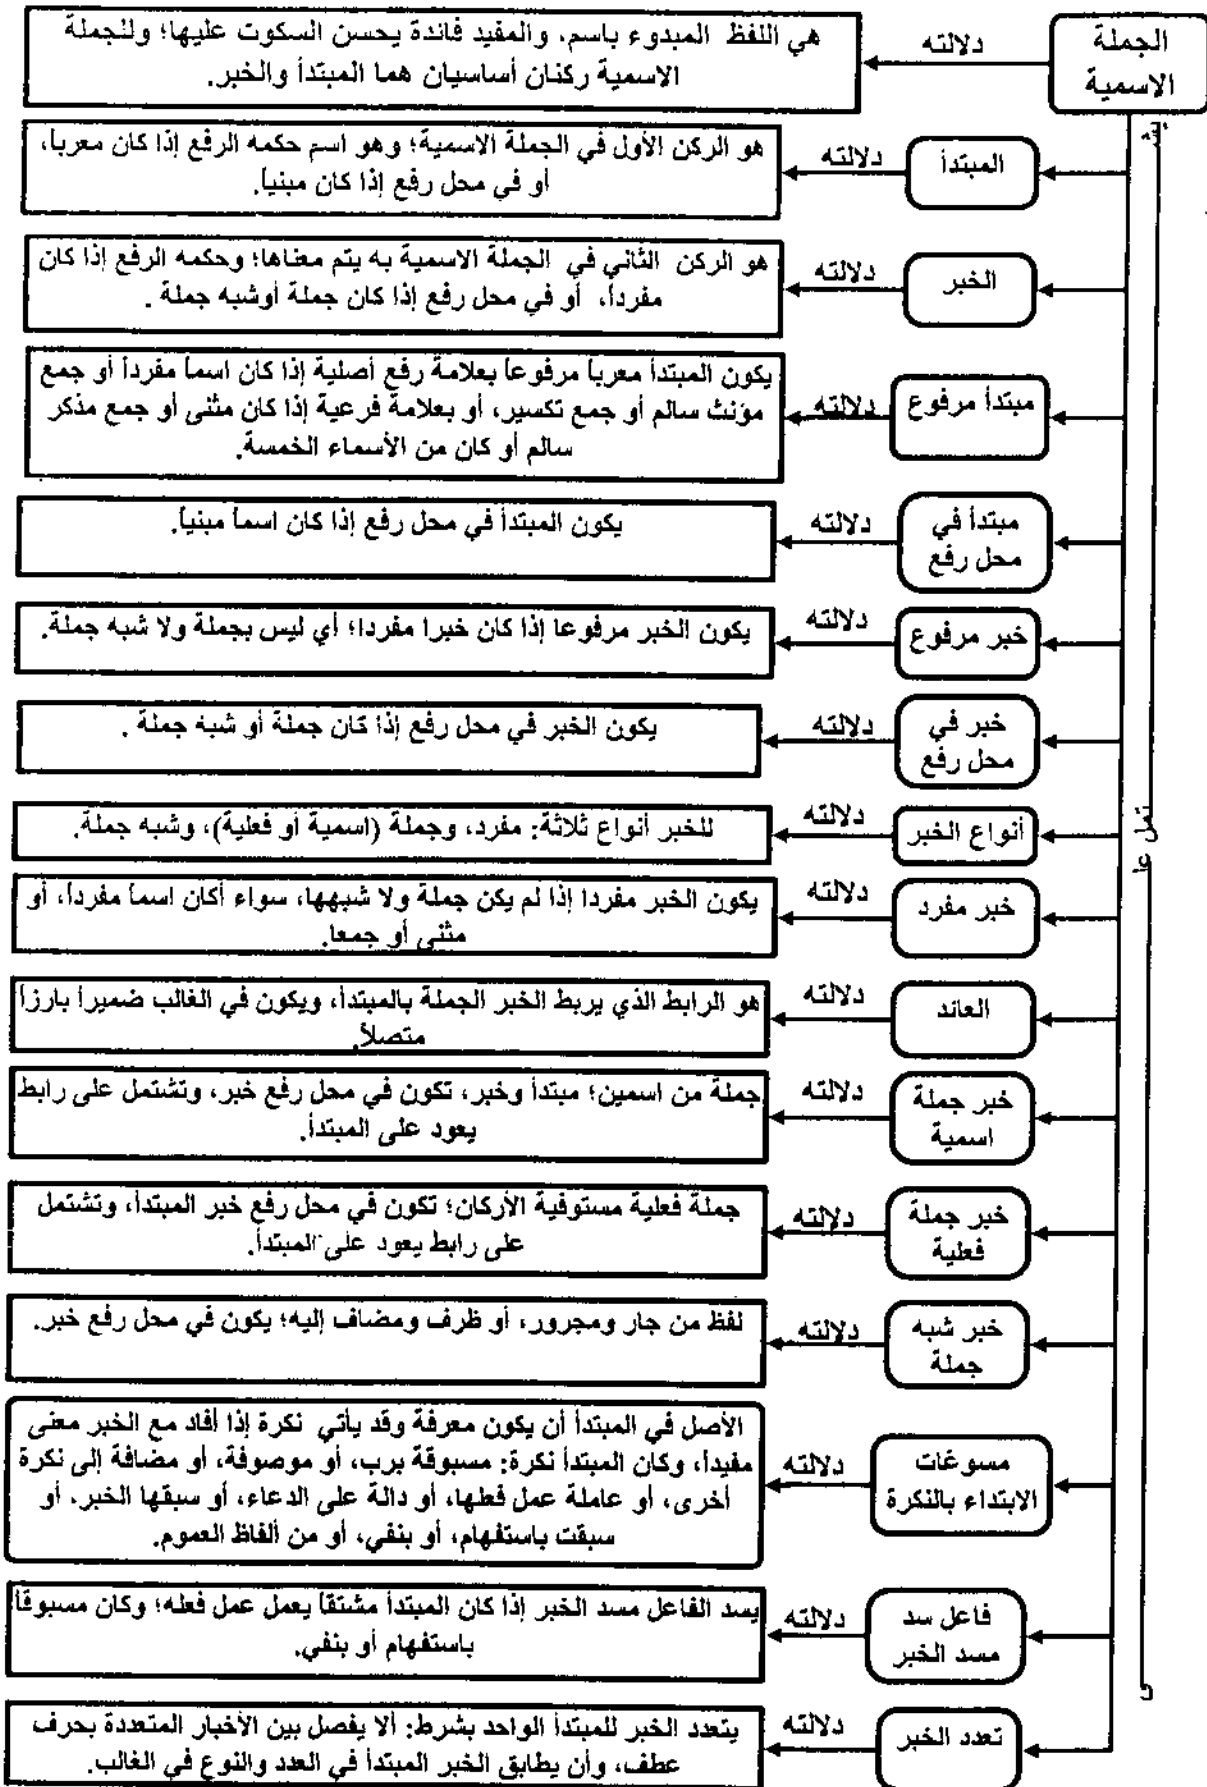 الجملة
الاسمية
دلالته
هي اللفظ المبدوء باسم، والمفيد فائدة يحسن السكوت عليها؛ وللجملة
الاسمية ركنان أساسيان هما المبتدأ والخبر.
يشتمل على
المبتدأ
دلالته
هو الركن الأول في الجملة الاسمية؛ وهو اسم حكمه الرفع إذا كان معرباً،
أو في محل رفع إذا كان مبنياً.
الخبر
دلالته
هو الركن الثاني في الجملة الاسمية به يتم معناها؛ وحكمه الرفع إذا كان
مفرداً، أو في محل رفع إذا كان جملة أوشبه جملة .
مبتدأ مرفوع
دلالته
يكون المبتدأ معرباً مرفوعاً بعلامة رفع أصلية إذا كان اسماً مفرداً أو جمع
مؤنث سالم أو جمع تكسير، أو بعلامة فرعية إذا كان مثنى أو جمع مذكر
سالم أو كان من الأسماء الخمسة.
مبتدأ في
محل رفع
دلالته
يكون المبتدأ في محل رفع إذا كان اسماً مبنياً.
خبر مرفوع
دلالته
يكون الخبر مرفوعا إذا كان خبرا مفردا؛ أي ليس بجملة ولا شبه جملة.
خبر في
محل رفع
دلالته
يكون الخبر في محل رفع إذا كان جملة أو شبه جملة .
أنواع الخبر
دلالته
للخبر أنواع ثلاثة: مفرد، وجملة (اسمية أو فعلية)، وشبه جملة.
خبر مفرد
دلالته
يكون الخبر مفردا إذا لم يكن جملة ولا شبهها، سواء أكان اسماً مفرداً، أو
مثنى أو جمعا.
العائد
دلالته
هو الرابط الذي يربط الخبر الجملة بالمبتدأ، ويكون في الغالب ضميراً بارزاً
متصلاً.
خبر جملة
اسمية
دلالته
جملة من اسمين؛ مبتدأ وخبر، تكون في محل رفع خبر، وتشتمل على رابط
يعود على المبتدأ.
خبر جملة
فعلية
دلالته
جملة فعلية مستوفية الأركان؛ تكون في محل رفع خبر المبتدأ، وتشتمل
على رابط يعود على المبتدأ.
خبر شبه
جملة
دلالته
لفظ من جار ومجرور، أو ظرف ومضاف إليه؛ يكون في محل رفع خبر.
مسوغات
الابتداء بالنكرة
دلالته
الأصل في المبتدأ أن يكون معرفة وقد يأتي نكرة إذا أفاد مع الخبر معنى
مفيداً، وكان المبتدأ نكرة: مسبوقة برب، أو موصوفة، أو مضافة إلى نكرة
أخرى، أو عاملة عمل فعلها، أو دالة على الدعاء، أو سبقها الخبر، أو
سبقت باستفهام، أو بنفي، أو من ألفاظ العموم.
فاعل سد
مسد الخبر
دلالته
يسد الفاعل مسد الخبر إذا كان المبتدأ مشتقاً يعمل عمل فعله؛ وكان مسبوقاً
باستفهام أو بنفي.
تعدد الخبر
دلالته
يتعدد الخبر للمبتدأ الواحد بشرط: ألا يفصل بين الأخبار المتعددة بحرف
عطف، وأن يطابق الخبر المبتدأ في العدد والنوع في الغالب.